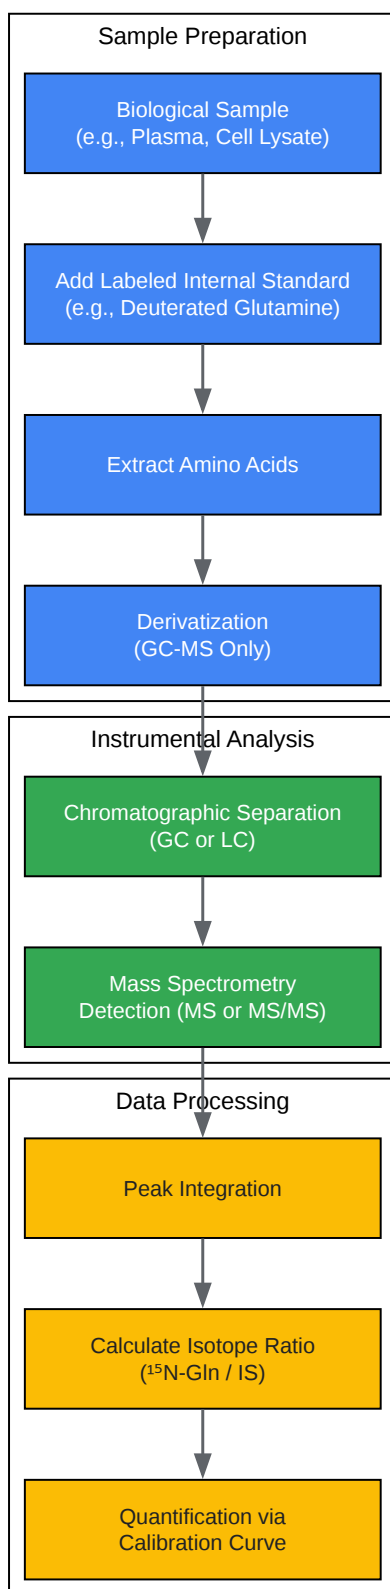 Sample Preparation
Biological Sample
(e.g., Plasma, Cell Lysate)
Add Labeled Internal Standard
(e.g., Deuterated Glutamine)
Extract Amino Acids
Derivatization
(GC-MS Only)
Instrumental Analysis
Chromatographic Separation
(GC or LC)
Mass Spectrometry
Detection (MS or MS/MS)
Data Processing
Peak Integration
Calculate Isotope Ratio
(¹⁵N-Gln / IS)
Quantification via
Calibration Curve